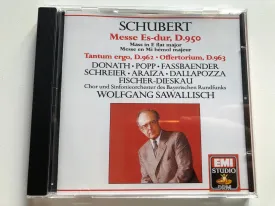 SCHUBERT
Messe Es-dur, D.950
Mass in E flat major
Messe en Mi bémol majeur
Tantum ergo, D.962 · Offertorium, D.963
DONATH · POPP · FASSBAENDER
SCHREIER · ARAIZA · DALLAPOZZA
FISCHER-DIESKAU
Chor und Sinfonieorchester des Bayerischen Rundfunks
WOLFGANG SAWALLISCH
EMI
STUDIO